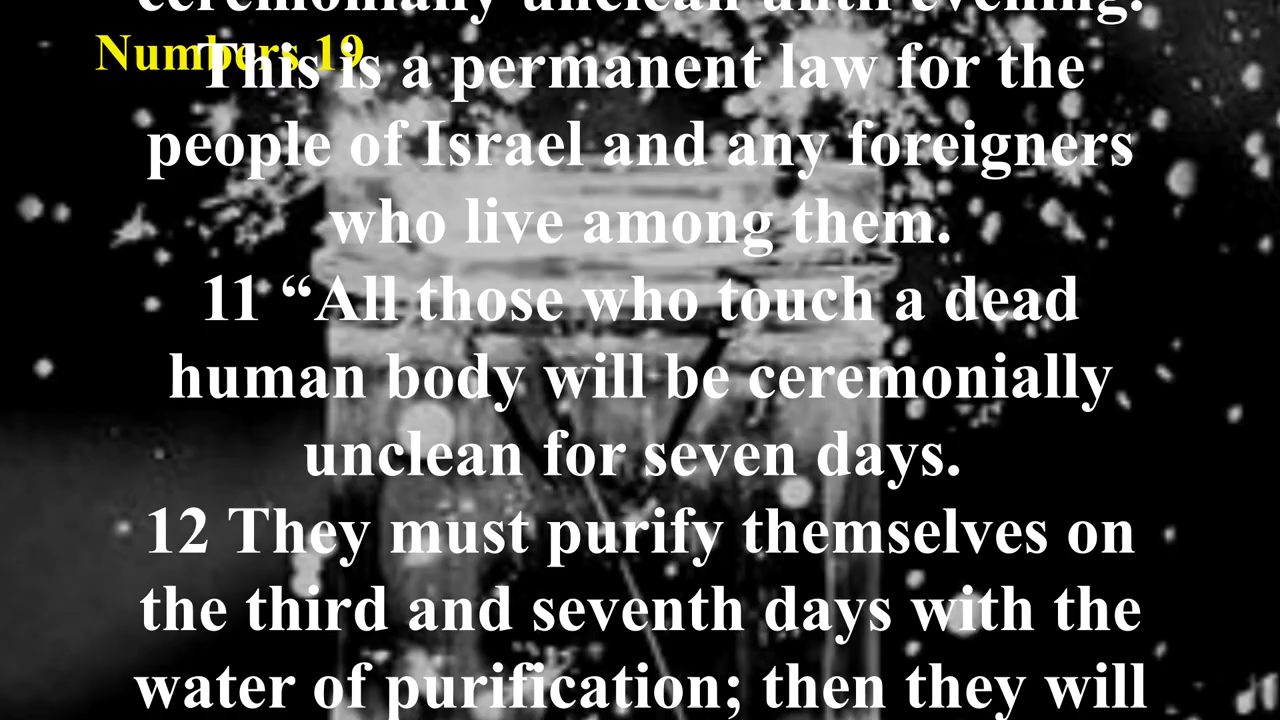 ceremonially unclean until evening.
Numbers 19
This is a permanent law for the
people of Israel and any foreigners
who live among them.
11 “All those who touch a dead
human body will be ceremonially
unclean for seven days.
12 They must purify themselves on
the third and seventh days with the
water of purification; then they will